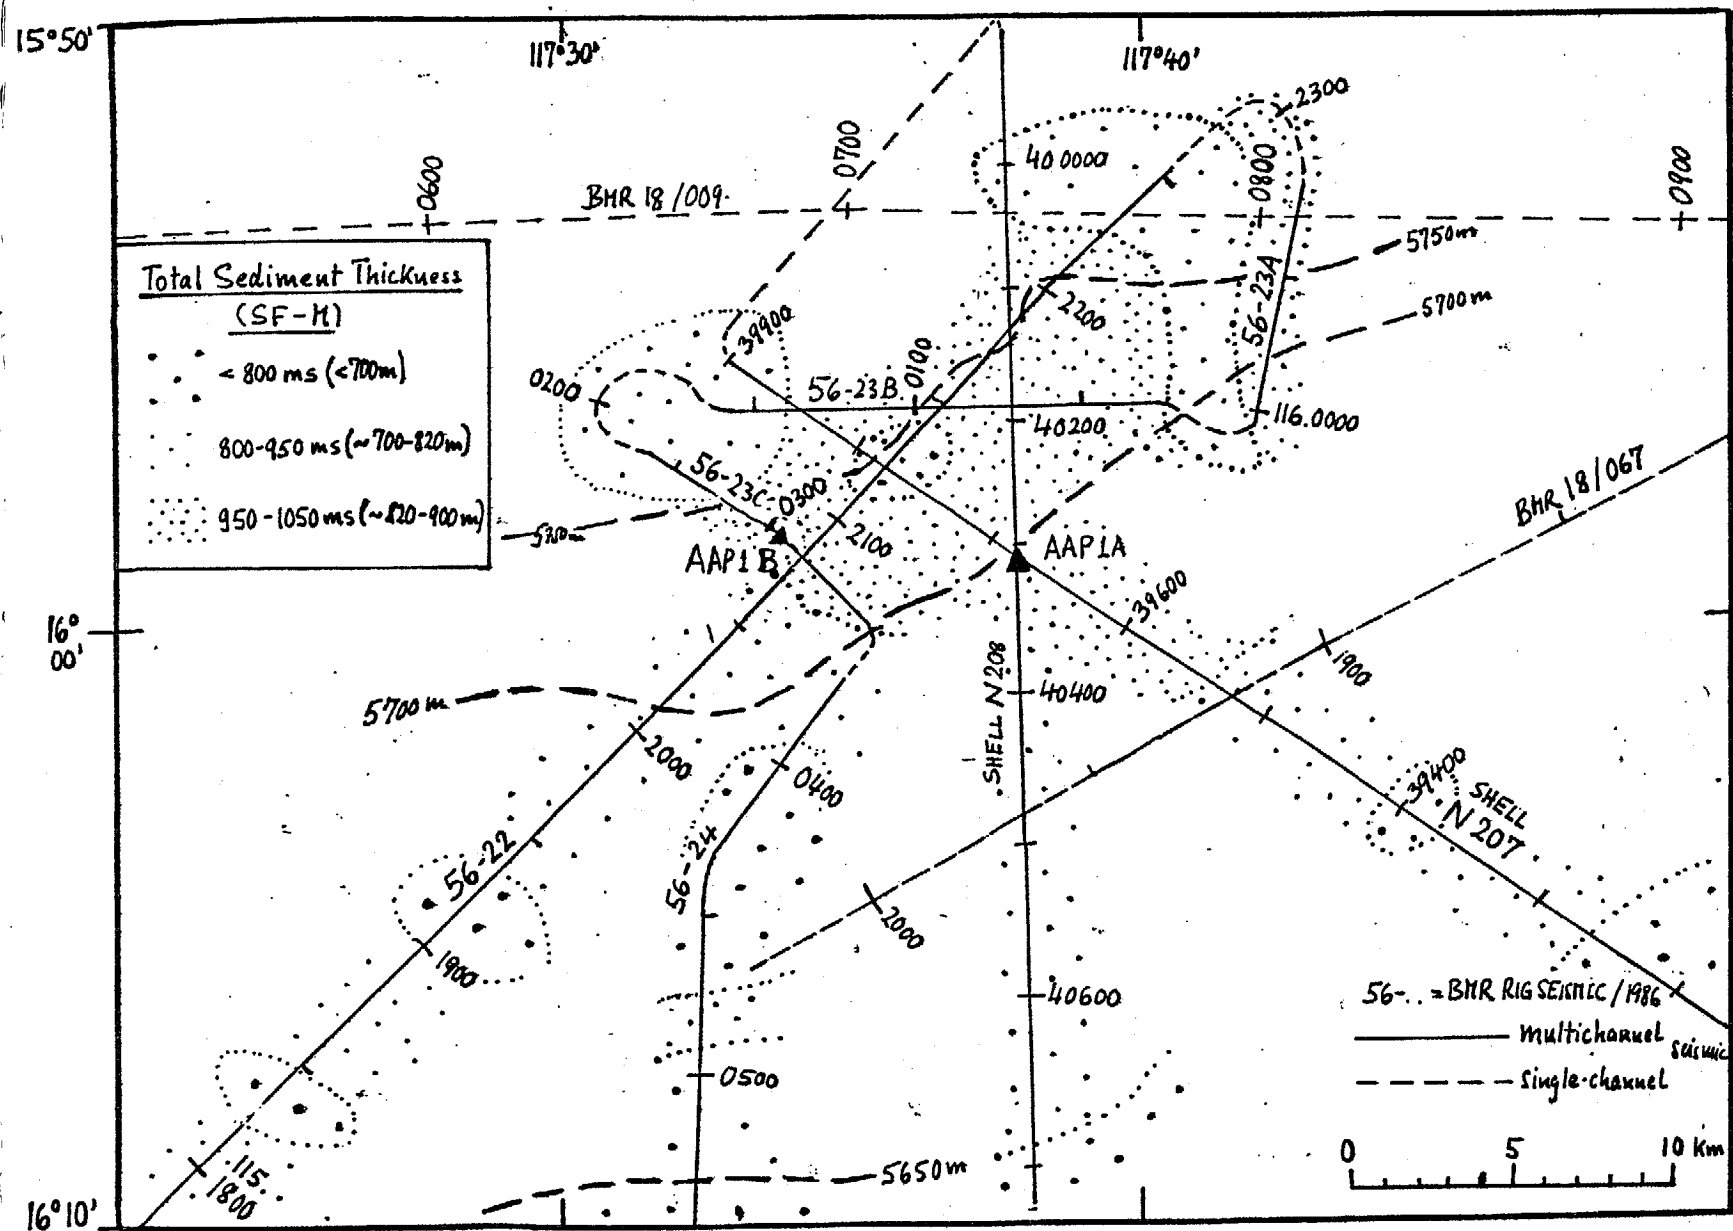 15°50'
117°30'
117°40'
2300
0600
0700
40 0000
0800
0900
BMR 18/009.
5750m
Total Sediment Thickness
(SF-M)
< 800 ms (<700m)
800-950 ms (~700-820m)
950-1050 ms (~820-900m)
56-23A
5700m
2200
39900
0100
0200
56-23B
40200
116.0000
56-23C
0300
BMR 18/067
2100
AAP1B
AAP1A
39600
16°
00'
1900
SHELL N208
40400
5700m
2000
0400
39400
SHELL
N 207
56-22
56-24
2000
1900
56-.. = BMR RIG SEISMIC/1986
40600
multichannel
seismic
0500
single-channel
0 5 10 km
115.
1800
5650m
16°10'